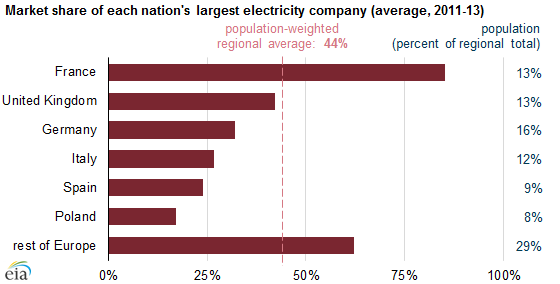 Market share of each nation's largest electricity company (average, 2011-13)
population-weighted
regional average: 44%
population
(percent of regional total)
France 13%
United Kingdom 13%
Germany 16%
Italy 12%
Spain 9%
Poland 8%
rest of Europe 29%
0% 25% 50% 75% 100%
eia